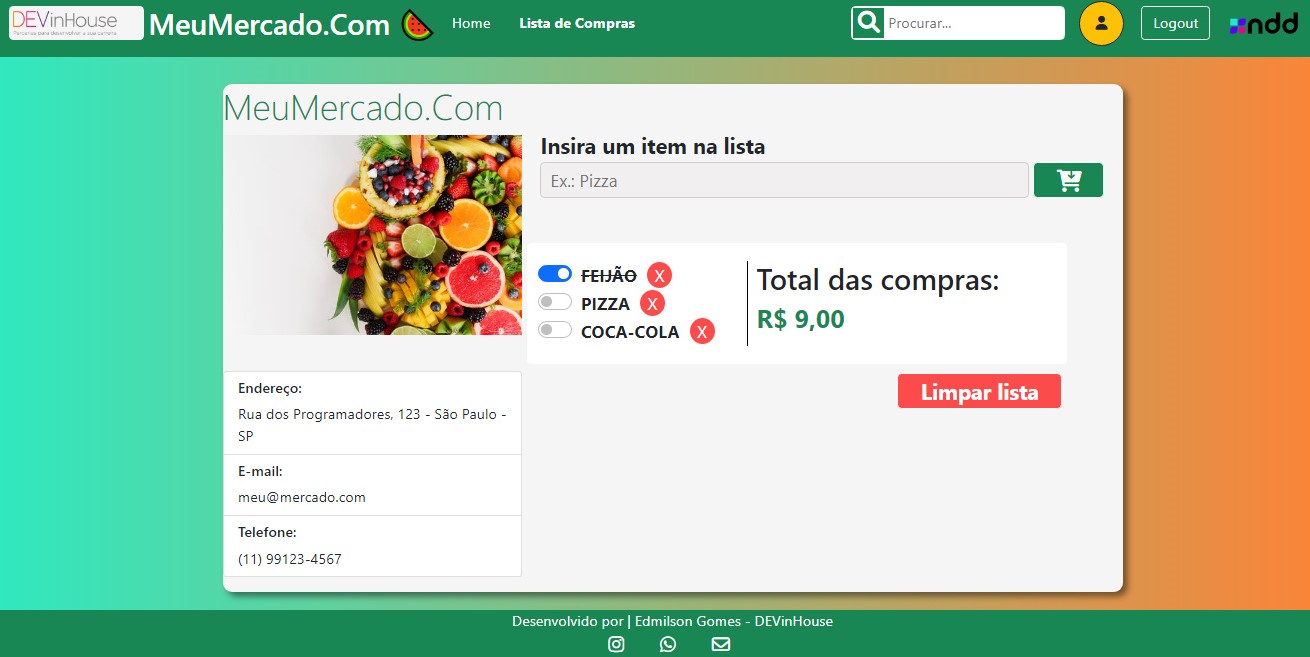 DEVinHouse
Parcerias para desenvolver a sua carreira
MeuMercado.Com
Home
Lista de Compras
Procurar...
Logout
ndd
MeuMercado.Com
Insira um item na lista
Ex.: Pizza
FEIJÃO X
PIZZA X
COCA-COLA X
Total das compras:
R$ 9,00
Limpar lista
Endereço:
Rua dos Programadores, 123 - São Paulo -
SP
E-mail:
meu@mercado.com
Telefone:
(11) 99123-4567
Desenvolvido por | Edmilson Gomes - DEVinHouse